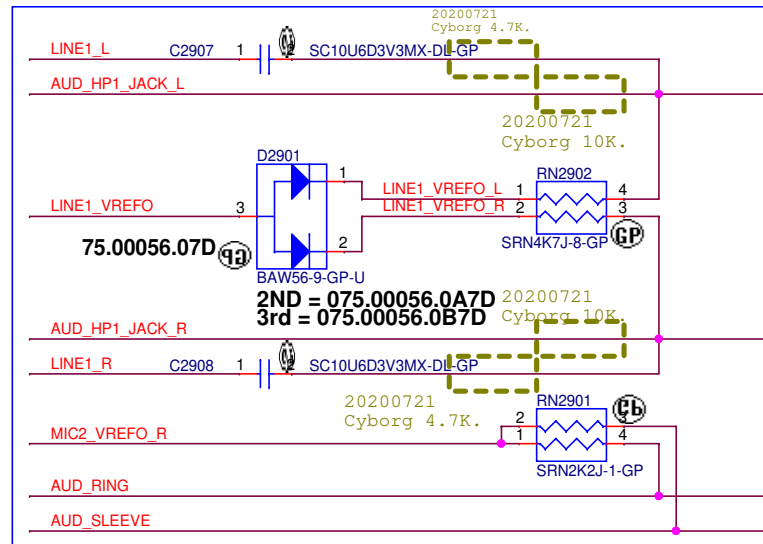 20200721
Cyborg 4.7K.
LINE1_L
C2907
1
2
SC10U6D3V3MX-DL-GP
AUD_HP1_JACK_L
20200721
Cyborg 10K.
D2901
1
LINE1_VREFO_L
RN2902
1
4
LINE1_VREFO
3
LINE1_VREFO_R
2
3
SRN4K7J-8-GP
GP
75.00056.07D
GP
2
BAW56-9-GP-U
2ND = 075.00056.0A7D
3rd = 075.00056.0B7D
20200721
Cyborg 10K.
AUD_HP1_JACK_R
LINE1_R
C2908
1
2
SC10U6D3V3MX-DL-GP
20200721
Cyborg 4.7K.
RN2901
2
3
MIC2_VREFO_R
1
4
SRN2K2J-1-GP
AUD_RING
AUD_SLEEVE